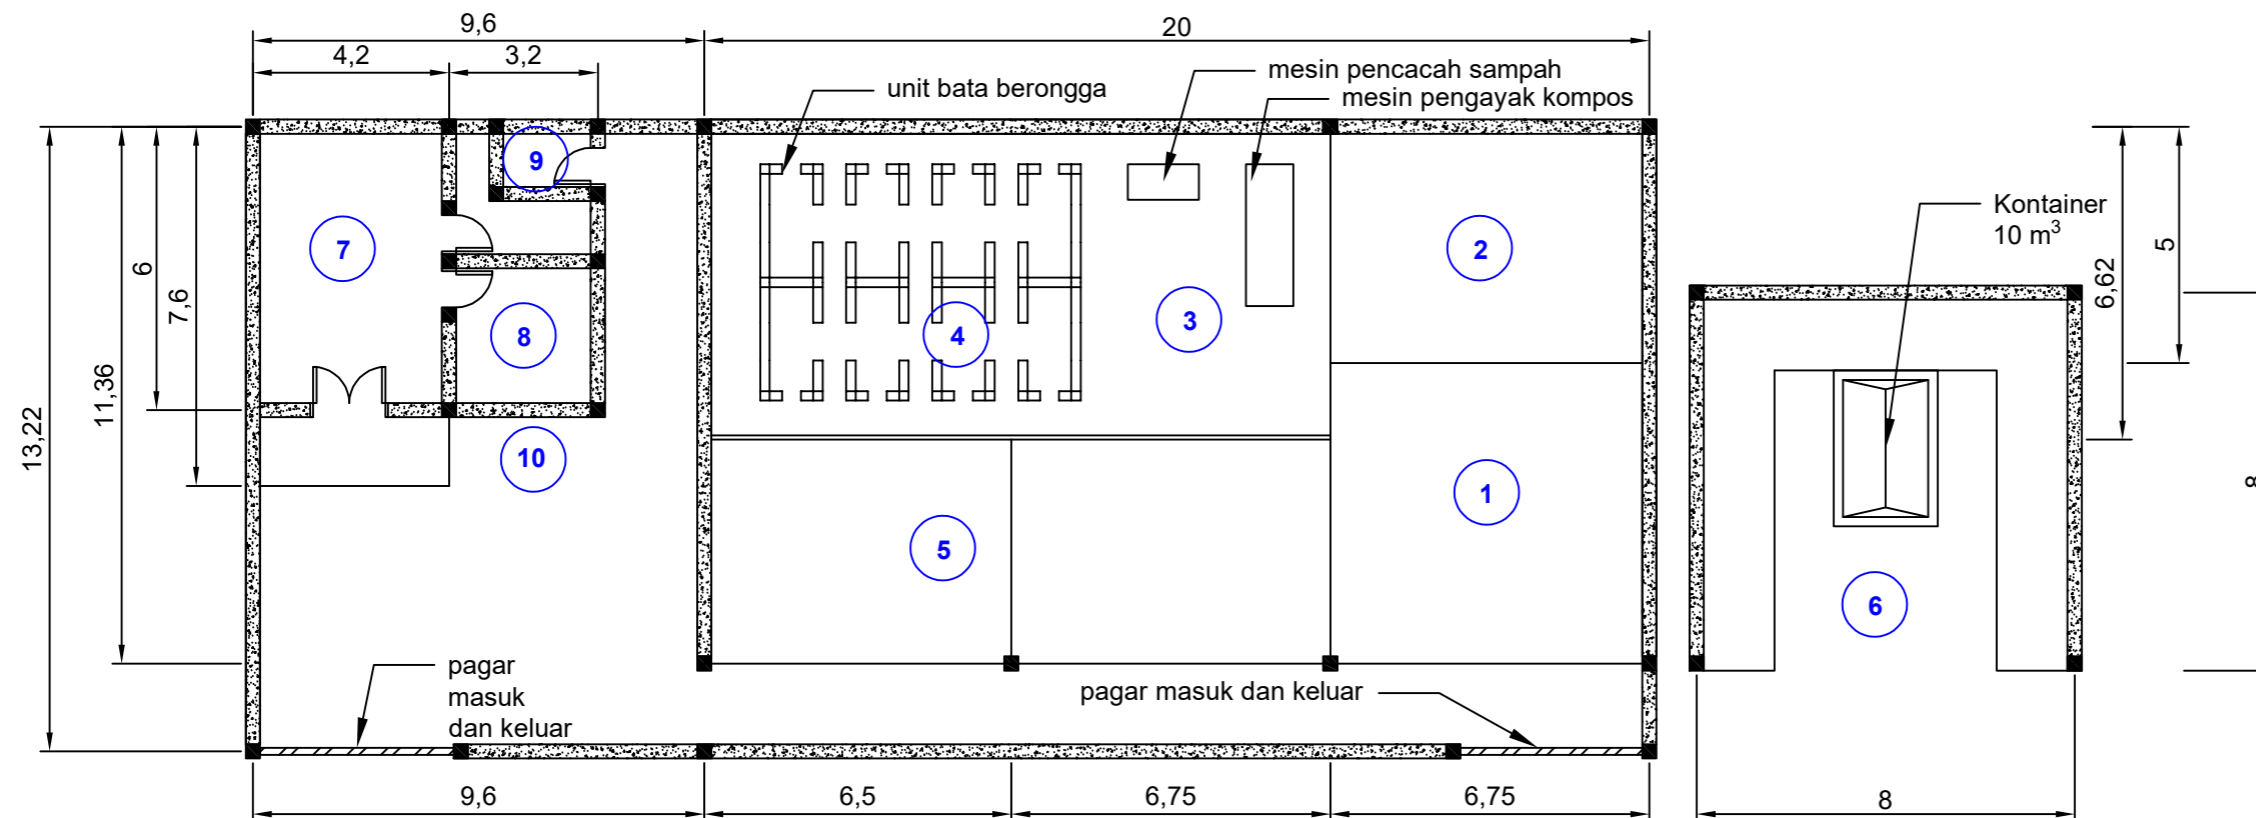 9,6
20
4,2
3,2
unit bata berongga
mesin pencacah sampah
mesin pengayak kompos
9
7
8
10
4
3
2
1
5
6
Kontainer
10 m³
5
6,62
8
6
7,6
11,36
13,22
pagar
masuk
dan keluar
pagar masuk dan keluar
9,6
6,5
6,75
6,75
8